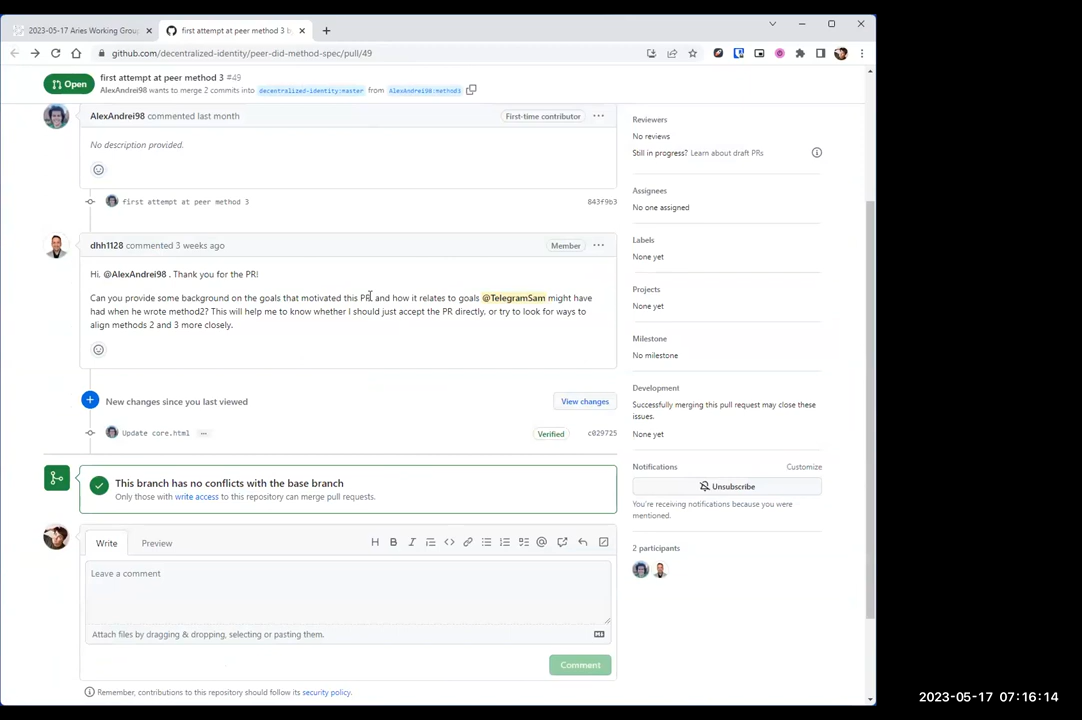 2023-05-17 Aries Working Grou
first attempt at peer method 3 b
github.com/decentralized-identity/peer-did-method-spec/pull/49
Open
first attempt at peer method 3 #49
AlexAndrei98 wants to merge 2 commits into decentralized-identity:master from AlexAndrei98:method3
AlexAndrei98 commented last month
First-time contributor
No description provided.
first attempt at peer method 3
843f9b3
dhh1128 commented 3 weeks ago
Member
Hi, @AlexAndrei98 . Thank you for the PR!
Can you provide some background on the goals that motivated this PR, and how it relates to goals @TelegramSam might have
had when he wrote method2? This will help me to know whether I should just accept the PR directly, or try to look for ways to
align methods 2 and 3 more closely.
New changes since you last viewed
View changes
Update core.html
Verified
c029725
This branch has no conflicts with the base branch
Only those with write access to this repository can merge pull requests.
Write
Preview
Leave a comment
Attach files by dragging & dropping, selecting or pasting them.
Comment
Remember, contributions to this repository should follow its security policy.
Reviewers
No reviews
Still in progress? Learn about draft PRs
Assignees
No one assigned
Labels
None yet
Projects
None yet
Milestone
No milestone
Development
Successfully merging this pull request may close these
issues.
None yet
Notifications
Customize
Unsubscribe
You're receiving notifications because you were
mentioned.
2 participants
2023-05-17 07:16:14